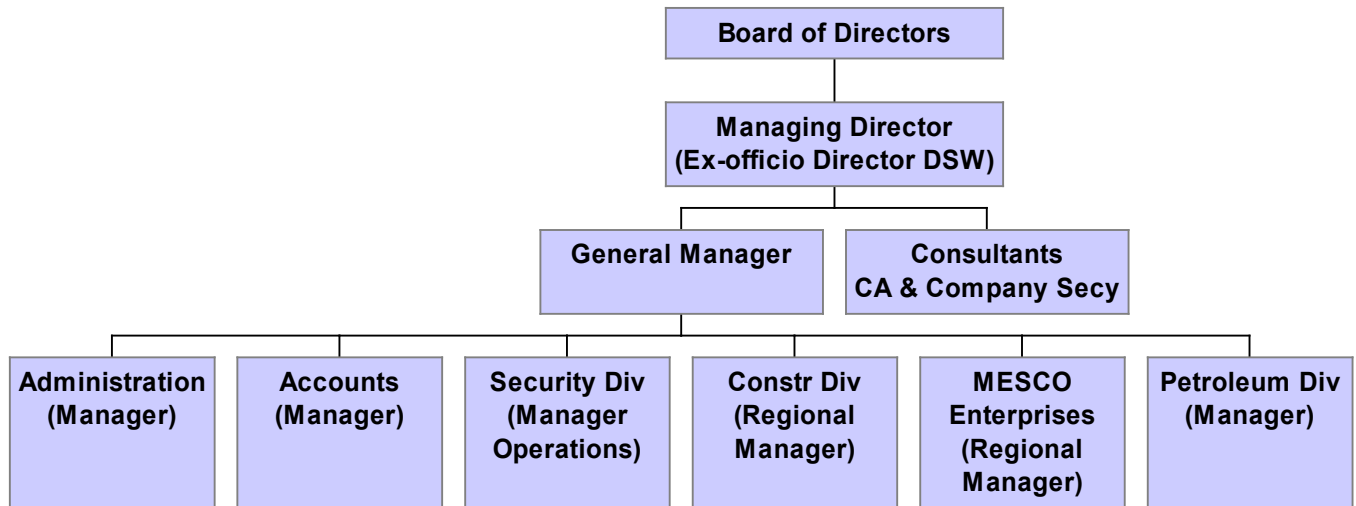 Board of Directors
Managing Director
(Ex-officio Director DSW)
General Manager
Consultants
CA & Company Secy
Administration
(Manager)
Accounts
(Manager)
Security Div
(Manager
Operations)
Constr Div
(Regional
Manager)
MESCO
Enterprises
(Regional
Manager)
Petroleum Div
(Manager)